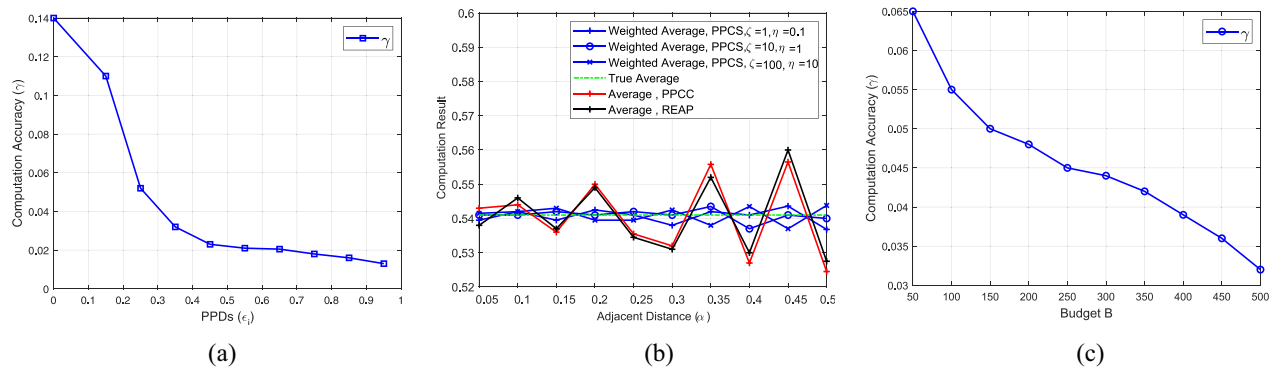 0.14
0.12
0.1
0.08
0.06
0.04
0.02
0
Computation Accuracy (γ)
0 0.1 0.2 0.3 0.4 0.5 0.6 0.7 0.8 0.9 1
PPDs (ϵi)
γ
(a)
0.6
0.59
0.58
0.57
0.56
0.55
0.54
0.53
0.52
Computation Result
Weighted Average, PPCS,ζ=1,η=0.1
Weighted Average, PPCS,ζ=10,η=1
Weighted Average, PPCS, ζ=100, η=10
True Average
Average , PPCC
Average , REAP
0.05 0.1 0.15 0.2 0.25 0.3 0.35 0.4 0.45 0.5
Adjacent Distance (α)
(b)
0.065
0.06
0.055
0.05
0.045
0.04
0.035
0.03
Computation Accuracy (γ)
γ
50 100 150 200 250 300 350 400 450 500
Budget B
(c)